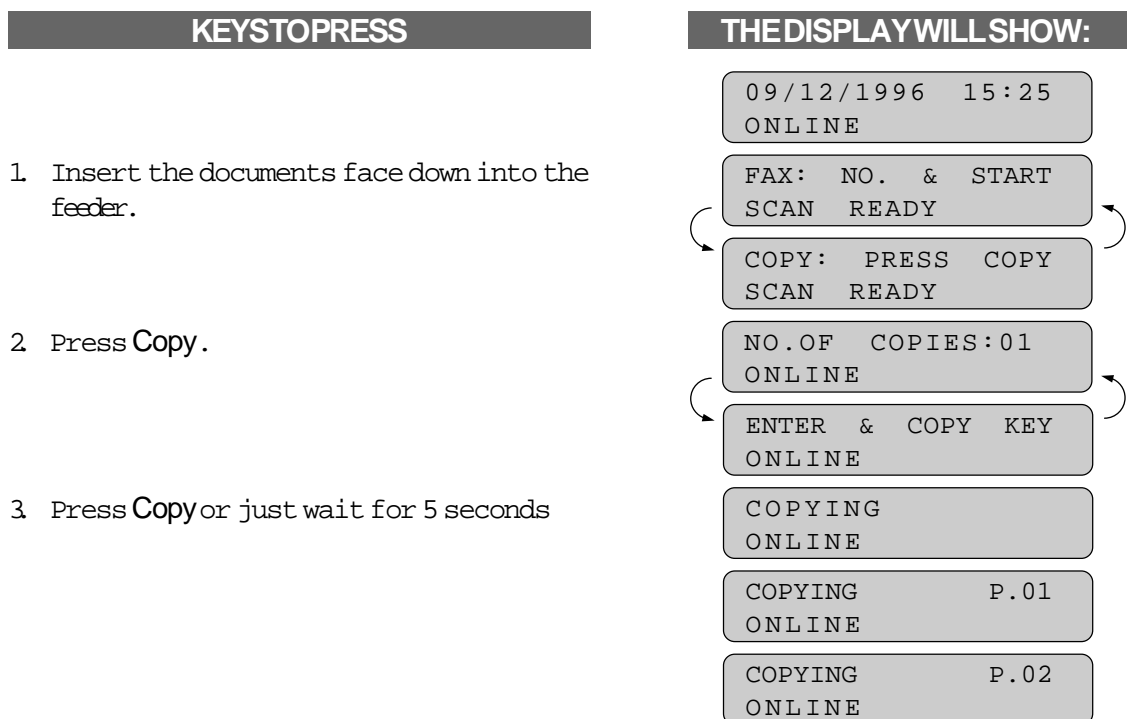 KEYSTOPRESS
THEDISPLAYWILLSHOW:
09/12/1996 15:25
ONLINE
1. Insert the documents face down into the
feeder.
FAX: NO. & START
SCAN READY
COPY: PRESS COPY
SCAN READY
2. Press Copy.
NO.OF COPIES:01
ONLINE
ENTER & COPY KEY
ONLINE
3. Press Copy or just wait for 5 seconds
COPYING
ONLINE
COPYING P.01
ONLINE
COPYING P.02
ONLINE